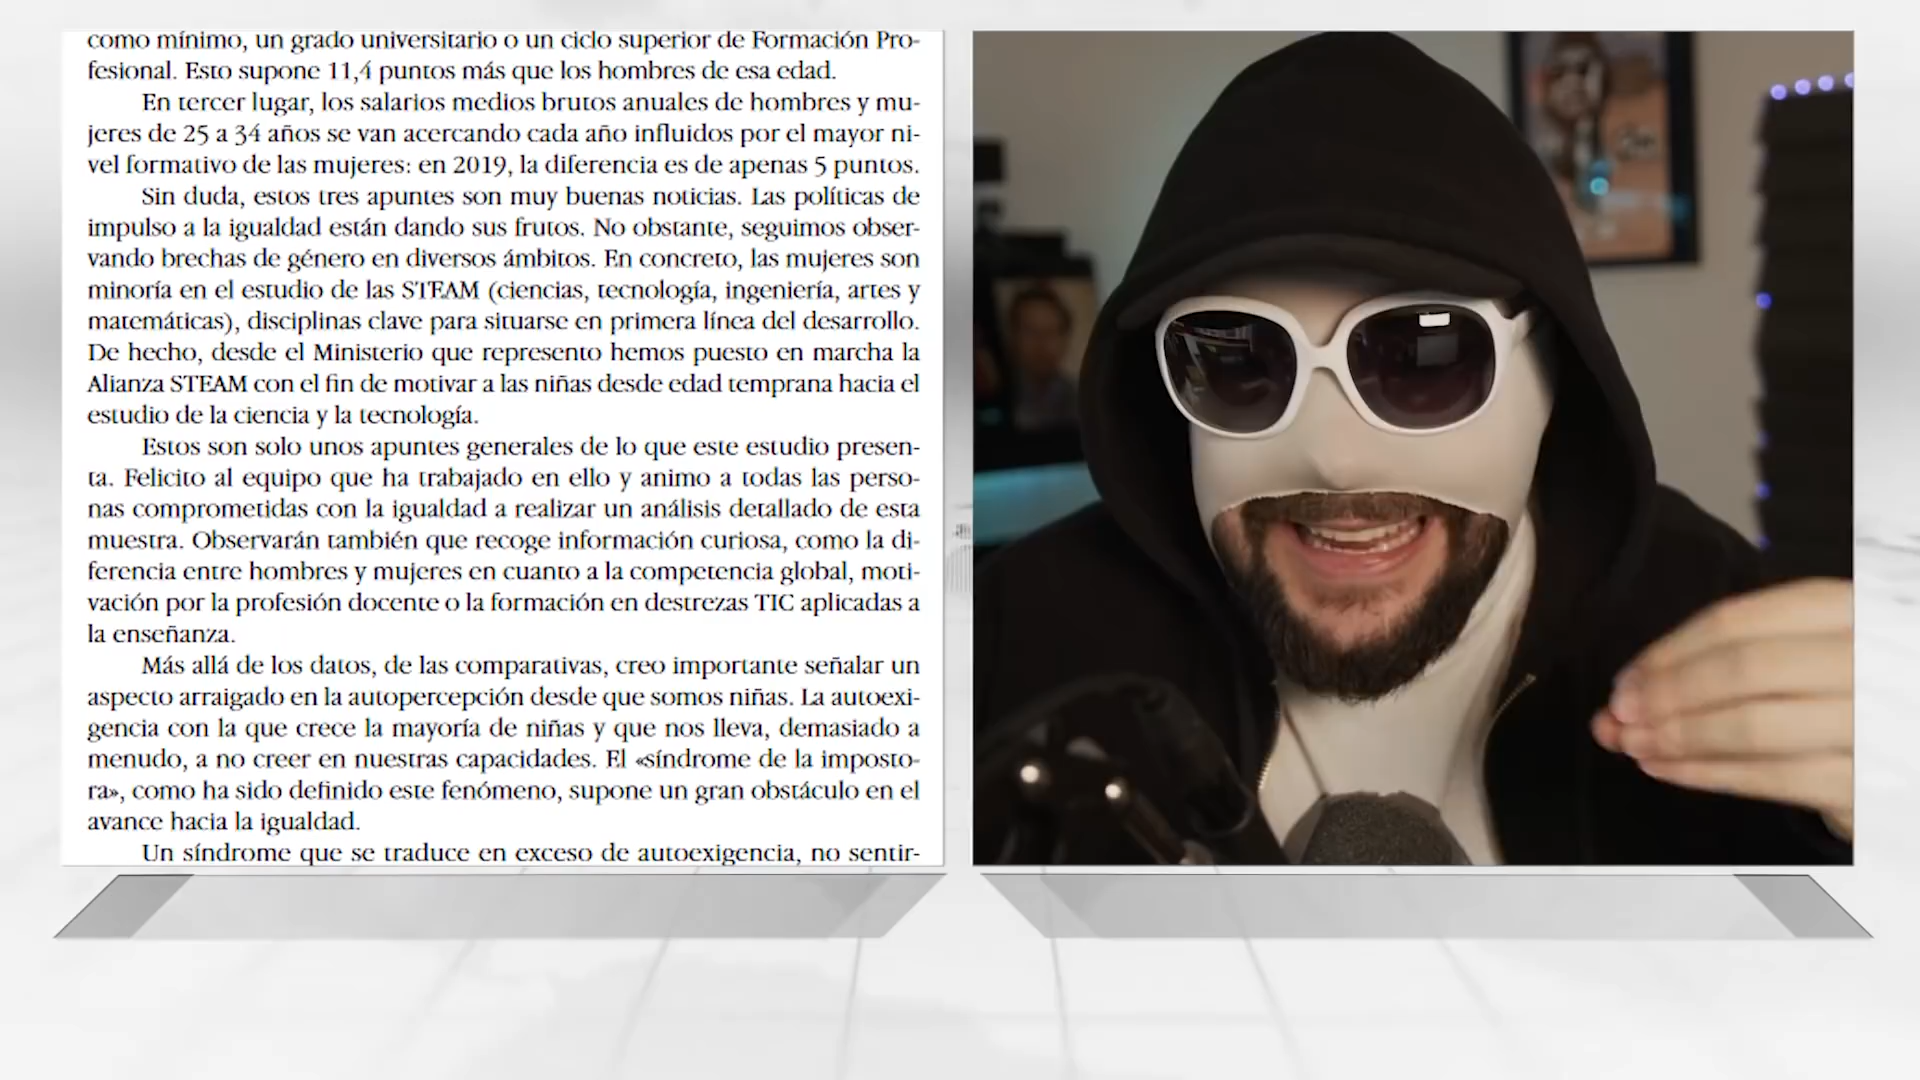 como mínimo, un grado universitario o un ciclo superior de Formación Pro-
fesional. Esto supone 11,4 puntos más que los hombres de esa edad.
En tercer lugar, los salarios medios brutos anuales de hombres y mu-
jeres de 25 a 34 años se van acercando cada año influidos por el mayor ni-
vel formativo de las mujeres: en 2019, la diferencia es de apenas 5 puntos.
Sin duda, estos tres apuntes son muy buenas noticias. Las políticas de
impulso a la igualdad están dando sus frutos. No obstante, seguimos obser-
vando brechas de género en diversos ámbitos. En concreto, las mujeres son
minoría en el estudio de las STEAM (ciencias, tecnología, ingeniería, artes y
matemáticas), disciplinas clave para situarse en primera línea del desarrollo.
De hecho, desde el Ministerio que represento hemos puesto en marcha la
Alianza STEAM con el fin de motivar a las niñas desde edad temprana hacia el
estudio de la ciencia y la tecnología.
Estos son solo unos apuntes generales de lo que este estudio presen-
ta. Felicito al equipo que ha trabajado en ello y animo a todas las perso-
nas comprometidas con la igualdad a realizar un análisis detallado de esta
muestra. Observarán también que recoge información curiosa, como la di-
ferencia entre hombres y mujeres en cuanto a la competencia global, moti-
vación por la profesión docente o la formación en destrezas TIC aplicadas a
la enseñanza.
Más allá de los datos, de las comparativas, creo importante señalar un
aspecto arraigado en la autopercepción desde que somos niñas. La autoexi-
gencia con la que crece la mayoría de niñas y que nos lleva, demasiado a
menudo, a no creer en nuestras capacidades. El «síndrome de la imposto-
ra», como ha sido definido este fenómeno, supone un gran obstáculo en el
avance hacia la igualdad.
Un síndrome que se traduce en exceso de autoexigencia, no sentir-